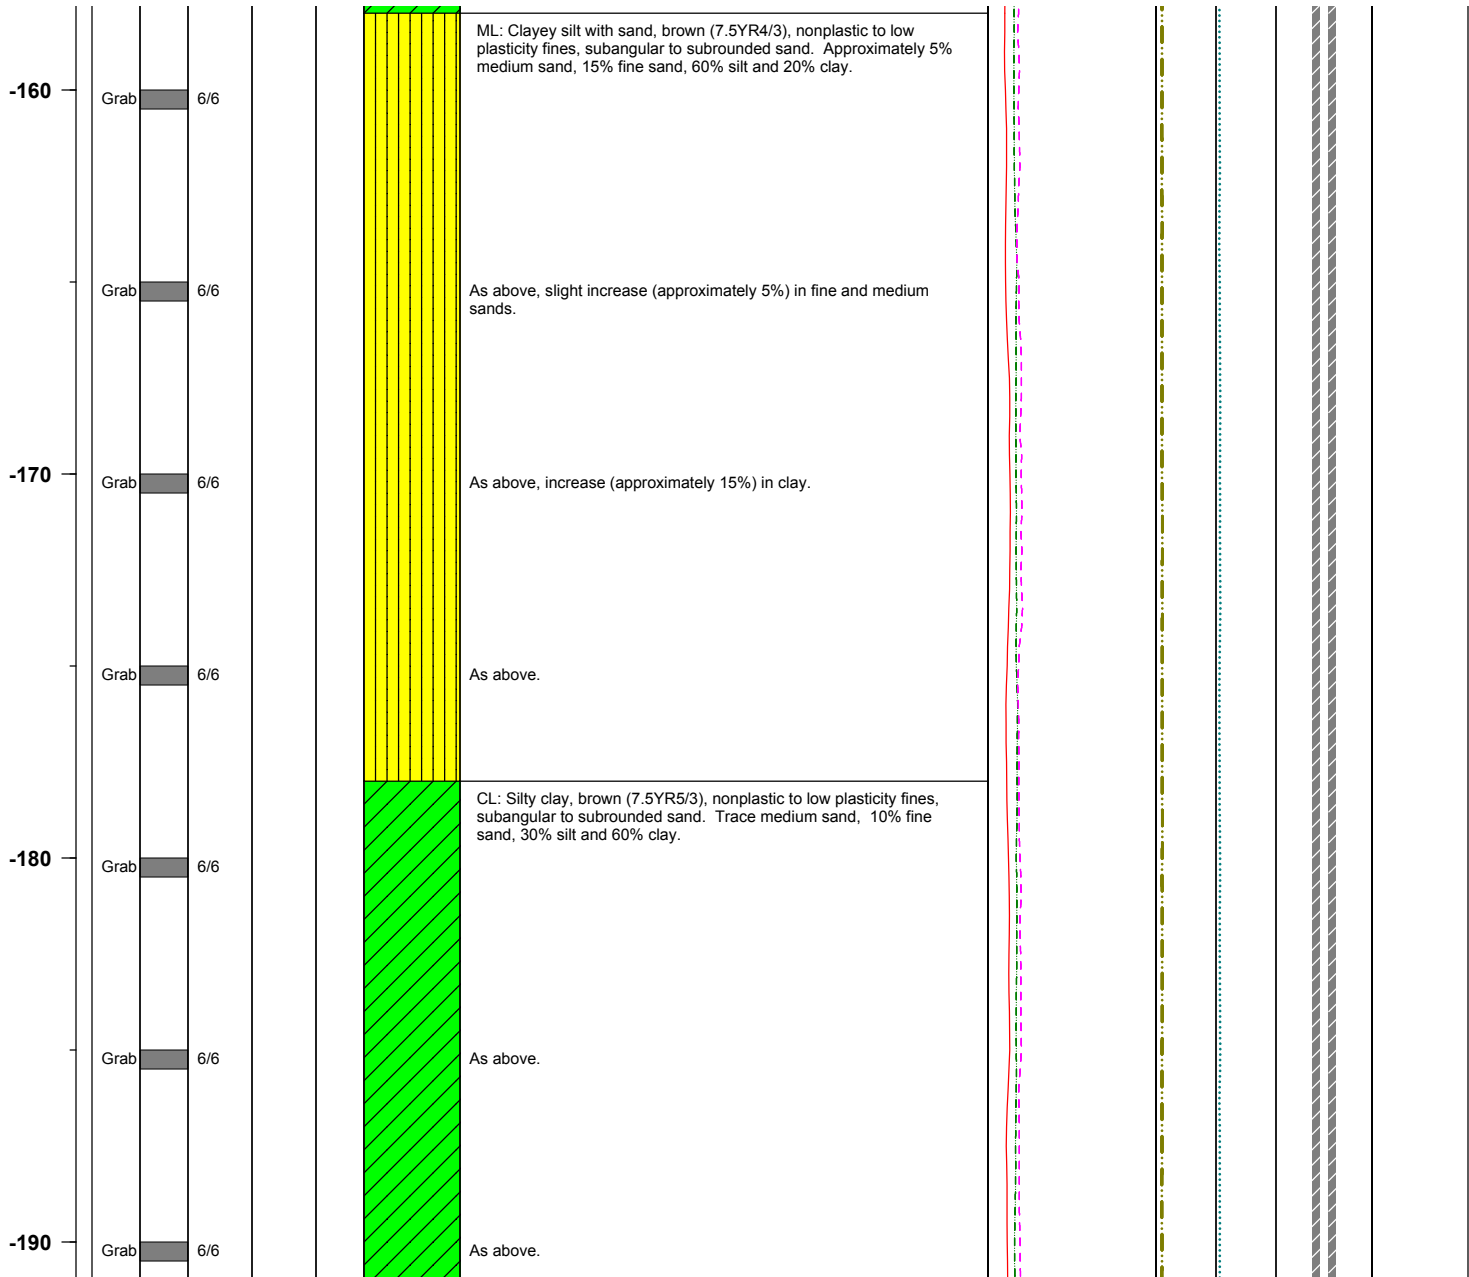 ML: Clayey silt with sand, brown (7.5YR4/3), nonplastic to low
plasticity fines, subangular to subrounded sand.  Approximately 5%
medium sand, 15% fine sand, 60% silt and 20% clay.
-160
Grab 6/6
Grab 6/6
As above, slight increase (approximately 5%) in fine and medium
sands.
-170
Grab 6/6
As above, increase (approximately 15%) in clay.
Grab 6/6
As above.
CL: Silty clay, brown (7.5YR5/3), nonplastic to low plasticity fines,
subangular to subrounded sand.  Trace medium sand,  10% fine
sand, 30% silt and 60% clay.
-180
Grab 6/6
Grab 6/6
As above.
-190
Grab 6/6
As above.